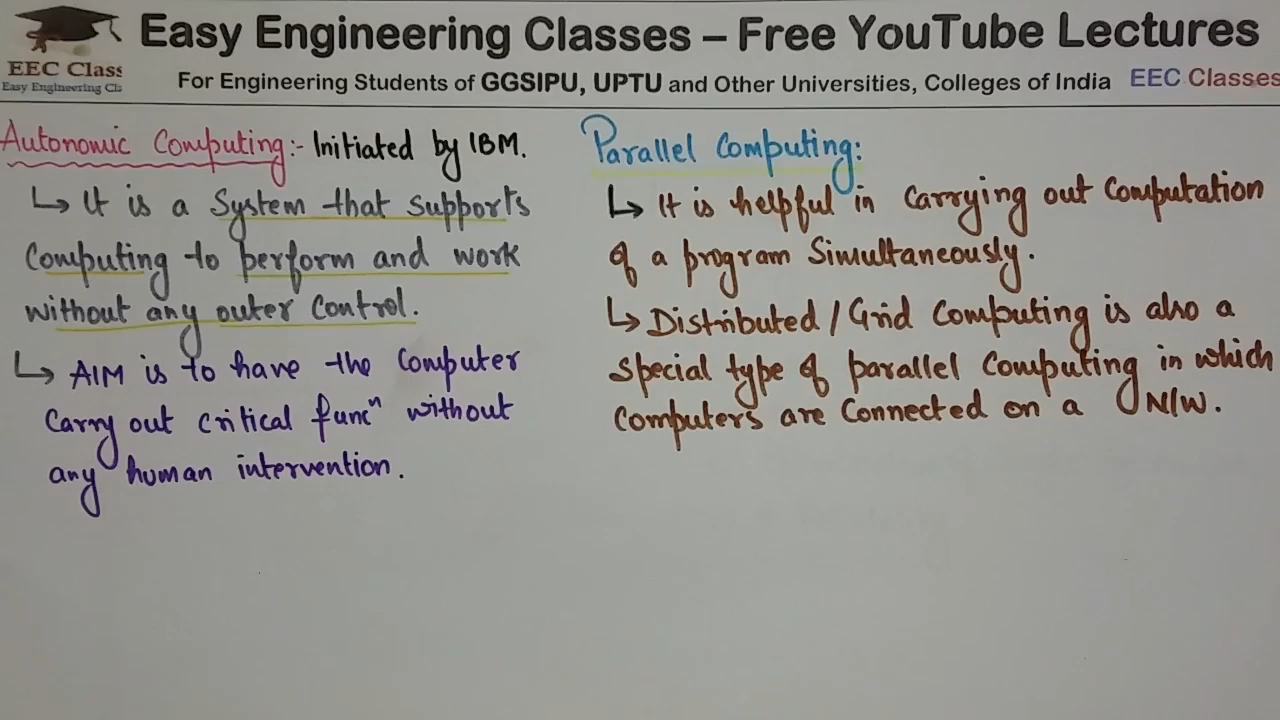 Easy Engineering Classes – Free YouTube Lectures
EEC Class
Easy Engineering Cla
For Engineering Students of GGSIPU, UPTU and Other Universities, Colleges of India EEC Classes
Autonomic Computing:- Initiated by IBM.
↳ It is a System that supports
Computing to perform and work
without any outer Control.
↳ AIM is to have the Computer
Carry out critical funcⁿ without
any human intervention.
Parallel Computing:
↳ It is helpful in Carrying out Computation
of a program Simultaneously.
↳ Distributed / Grid Computing is also a
special type of parallel Computing in which
Computers are Connected on a N/W.